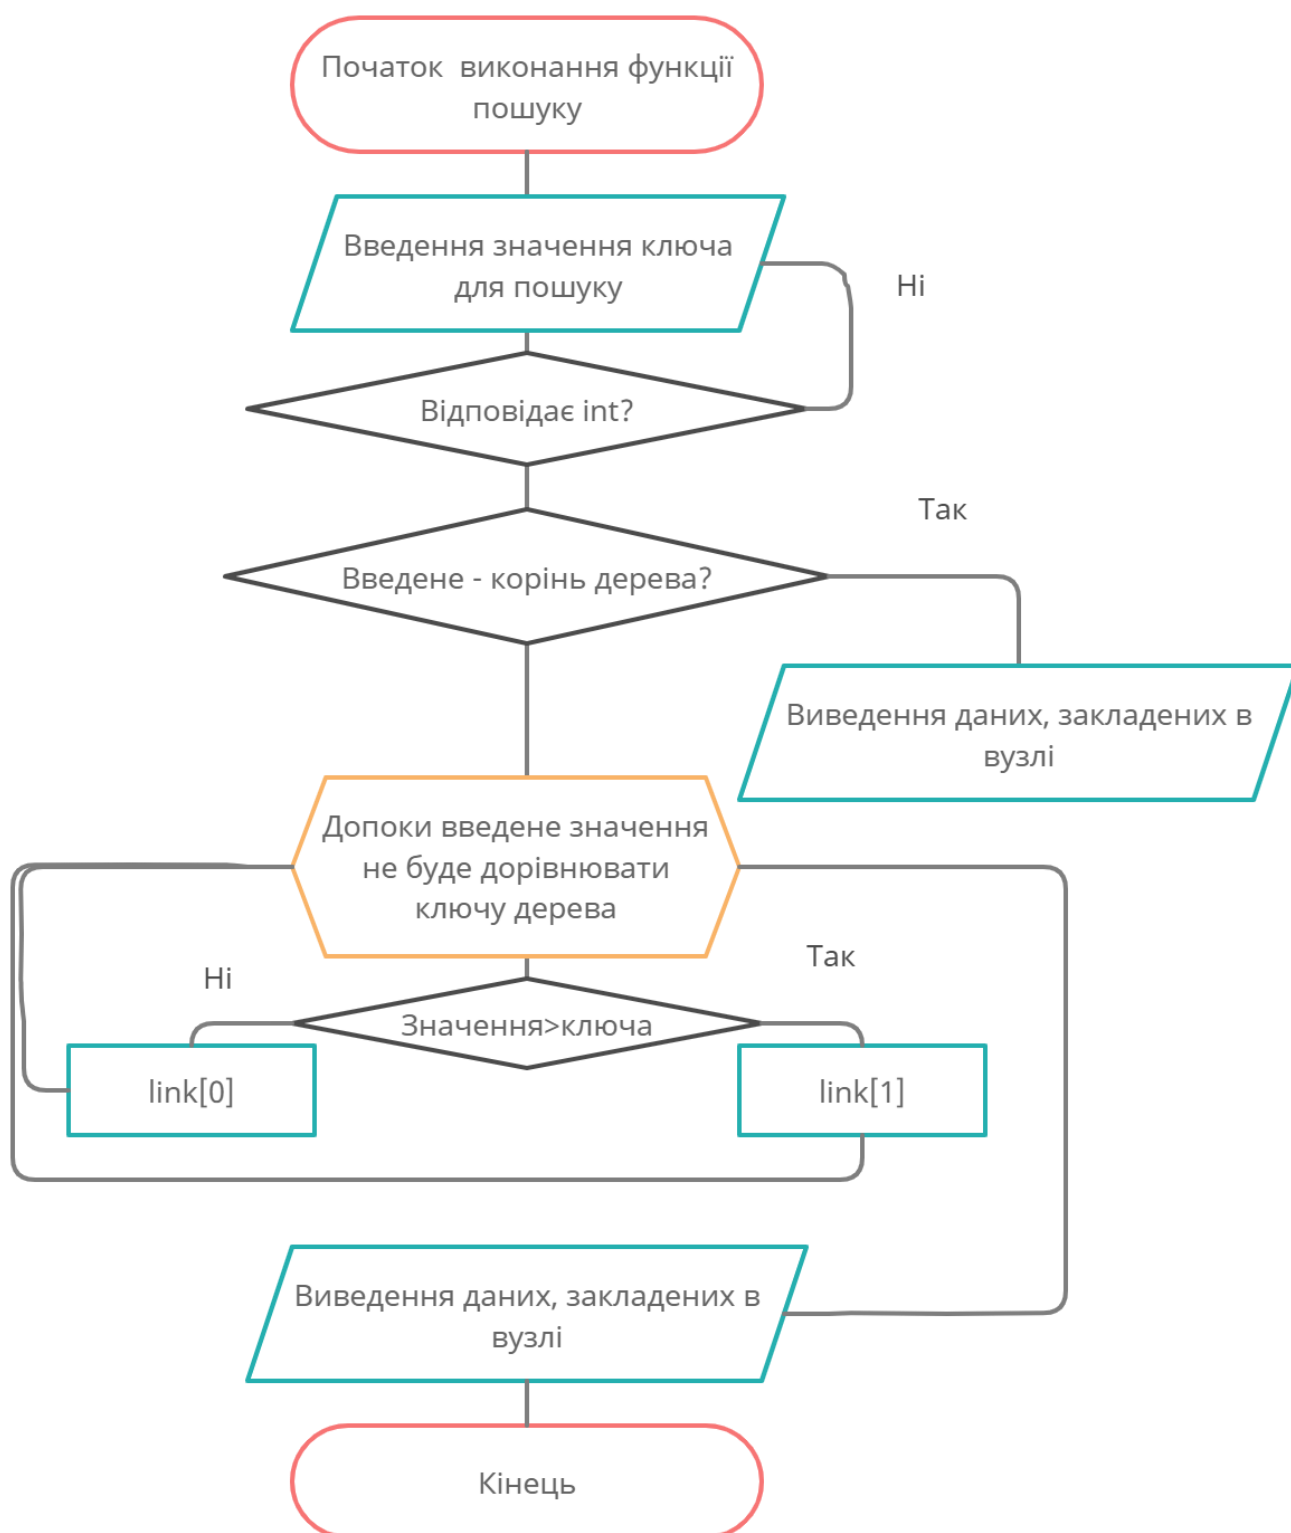 Початок виконання функції
пошуку
Введення значення ключа
для пошуку
Ні
Відповідає int?
Так
Введене - корінь дерева?
Виведення даних, закладених в
вузлі
Допоки введене значення
не буде дорівнювати
ключу дерева
Ні
Так
Значення>ключа
link[0]
link[1]
Виведення даних, закладених в
вузлі
Кінець